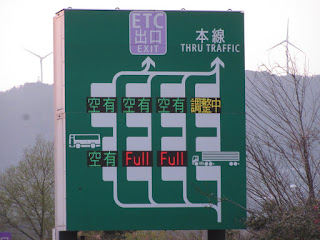 ETC
出口
EXIT
本線
THRU TRAFFIC
空有 空有 空有 調整中
空有 Full Full